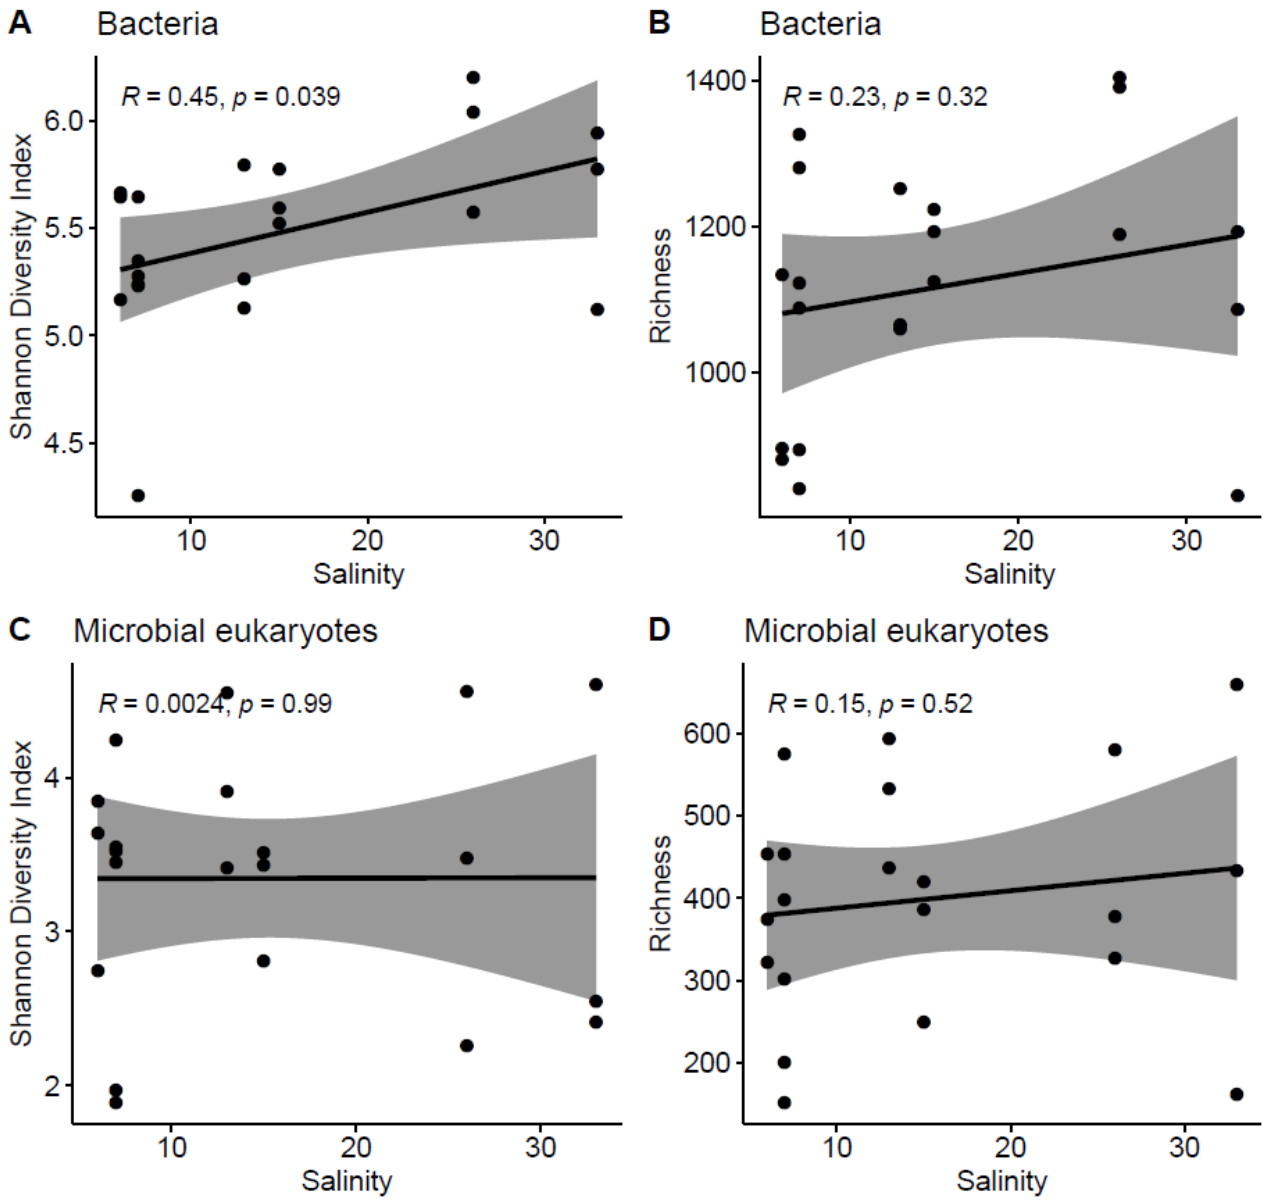 A Bacteria
R = 0.45, p = 0.039
Shannon Diversity Index
6.0
5.5
5.0
4.5
10 20 30
Salinity
B Bacteria
R = 0.23, p = 0.32
Richness
1400
1200
1000
10 20 30
Salinity
C Microbial eukaryotes
R = 0.0024, p = 0.99
Shannon Diversity Index
4
3
2
10 20 30
Salinity
D Microbial eukaryotes
R = 0.15, p = 0.52
Richness
600
500
400
300
200
10 20 30
Salinity